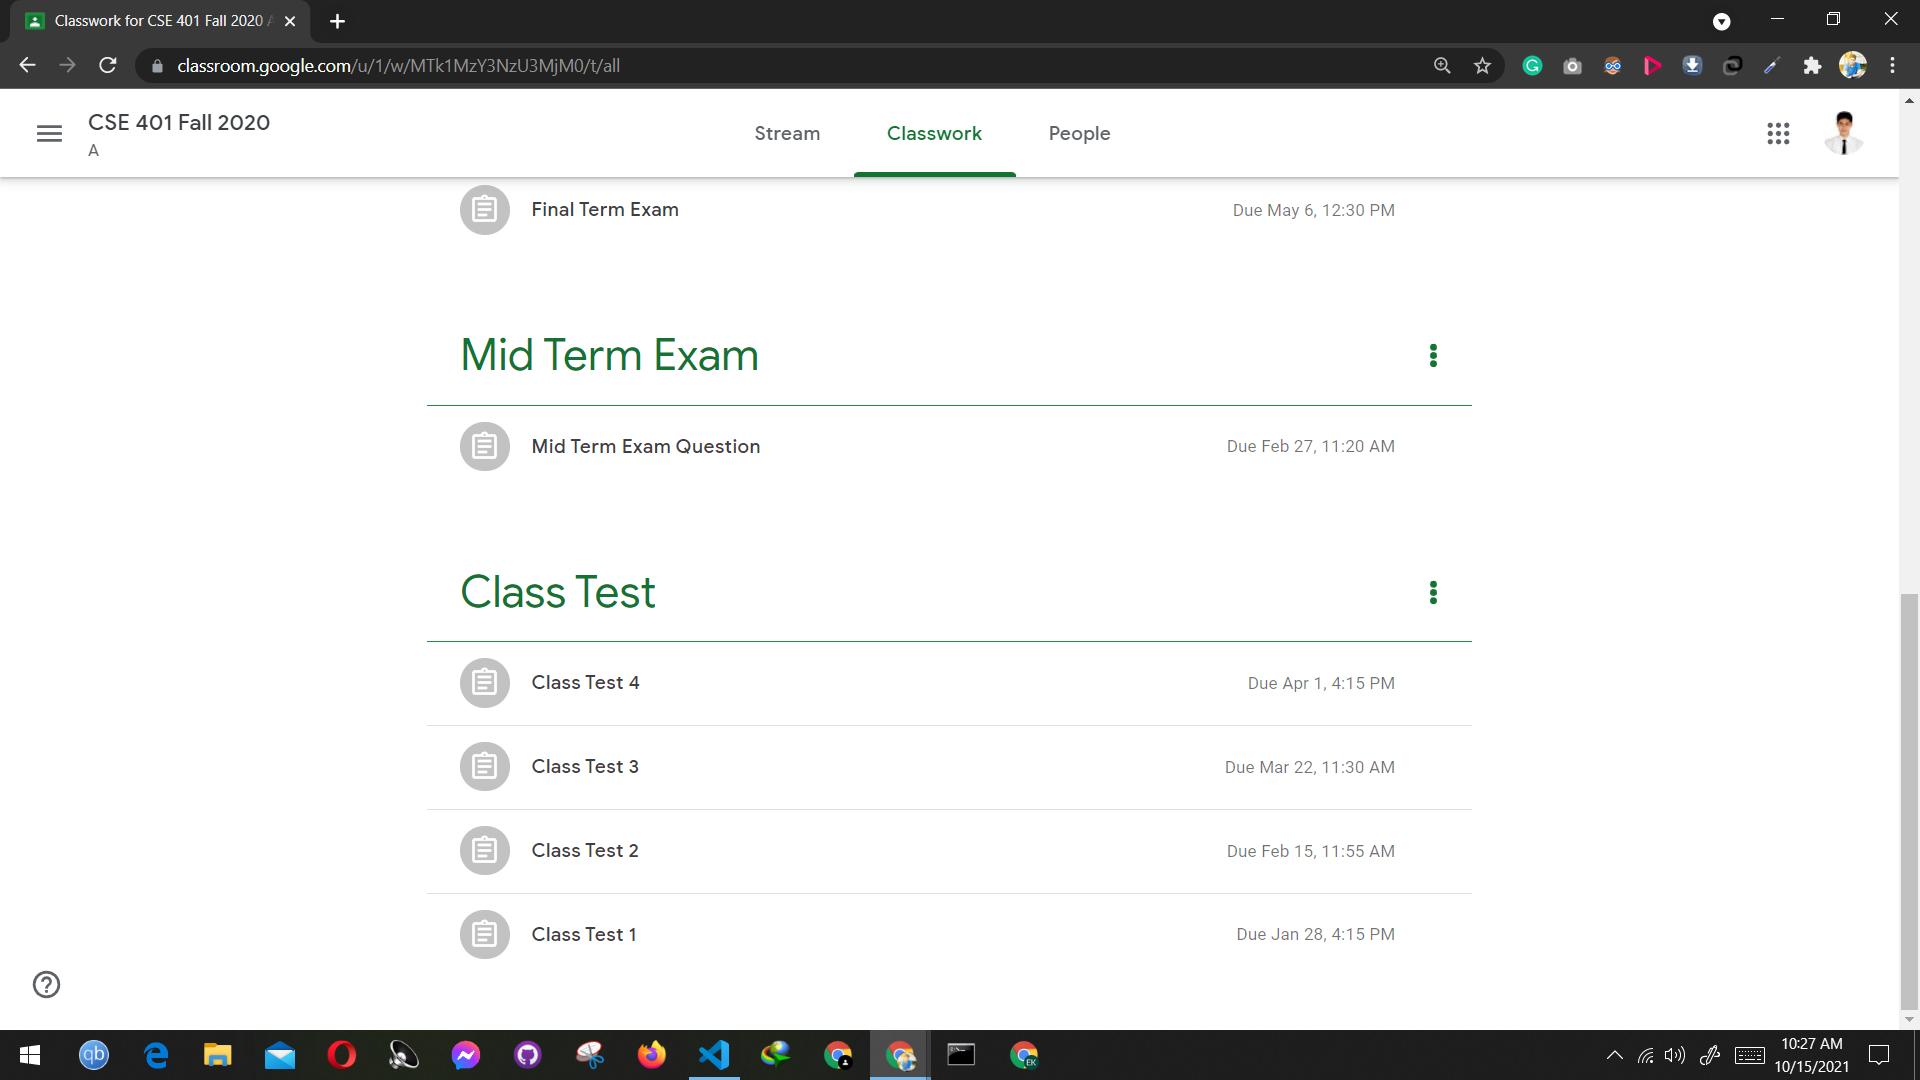 Classwork for CSE 401 Fall 2020 A
classroom.google.com/u/1/w/MTk1MzY3NzU3MjM0/t/all
CSE 401 Fall 2020
A
Stream
Classwork
People
Final Term Exam
Due May 6, 12:30 PM
Mid Term Exam
Mid Term Exam Question
Due Feb 27, 11:20 AM
Class Test
Class Test 4
Due Apr 1, 4:15 PM
Class Test 3
Due Mar 22, 11:30 AM
Class Test 2
Due Feb 15, 11:55 AM
Class Test 1
Due Jan 28, 4:15 PM
qb
EK
10:27 AM
10/15/2021